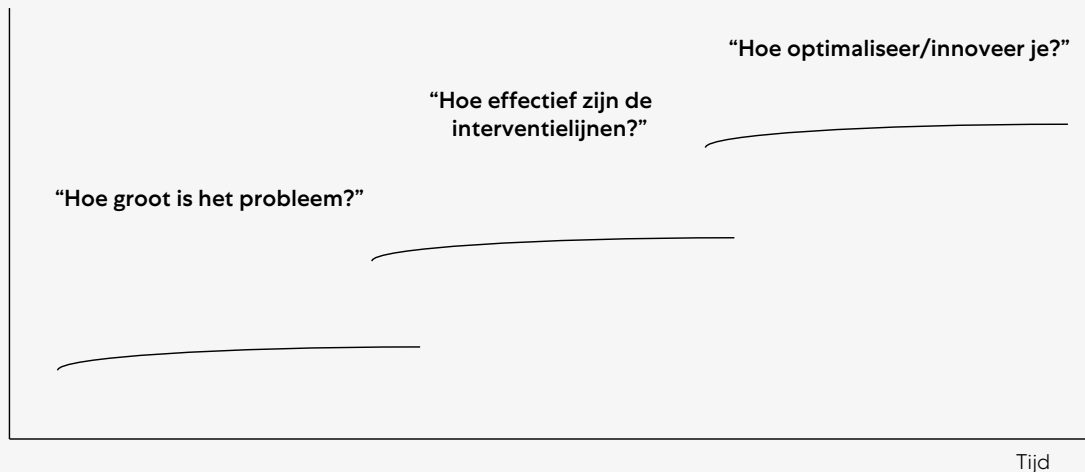 “Hoe optimaliseer/innoveer je?”
“Hoe effectief zijn de
interventielijnen?”
“Hoe groot is het probleem?”
Tijd